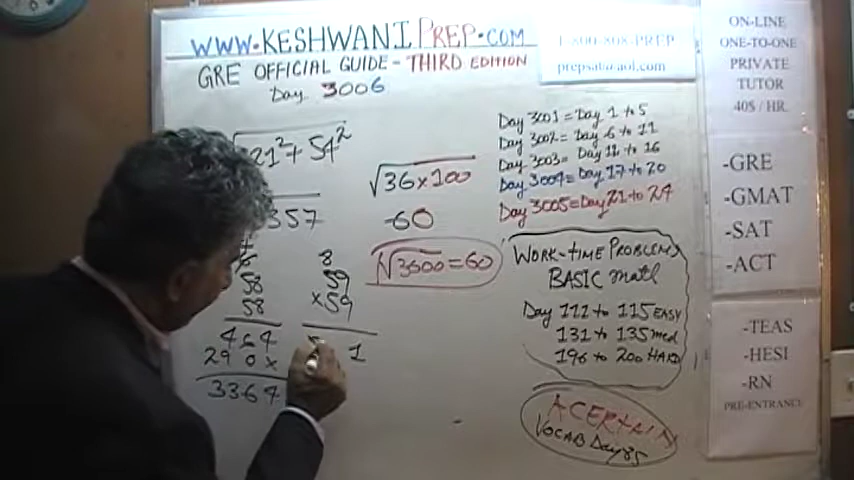 WWW.KESHWANIPREP.COM
GRE OFFICIAL GUIDE - THIRD EDITION
Day 3006
1-800-808-PREP
prepsat@aol.com
21² + 54²
357
√36×100
-60
√3600 = 60
58
58
464
290x
3364
8
59
×59
1
Day 3001 = Day 1 to 5
Day 3002 = Day 6 to 11
Day 3003 = Day 12 to 16
Day 3004 = Day 17 to 20
Day 3005 = Day 21 to 24
WORK-time PROBLEMS
BASIC math
Day 112 to 115 EASY
131 to 135 med
196 to 200 HARD
ACERTAIN
VOCAB Day 85
ON-LINE
ONE-TO-ONE
PRIVATE
TUTOR
40$ / HR.
-GRE
-GMAT
-SAT
-ACT
-TEAS
-HESI
-RN
PRE-ENTRANCE